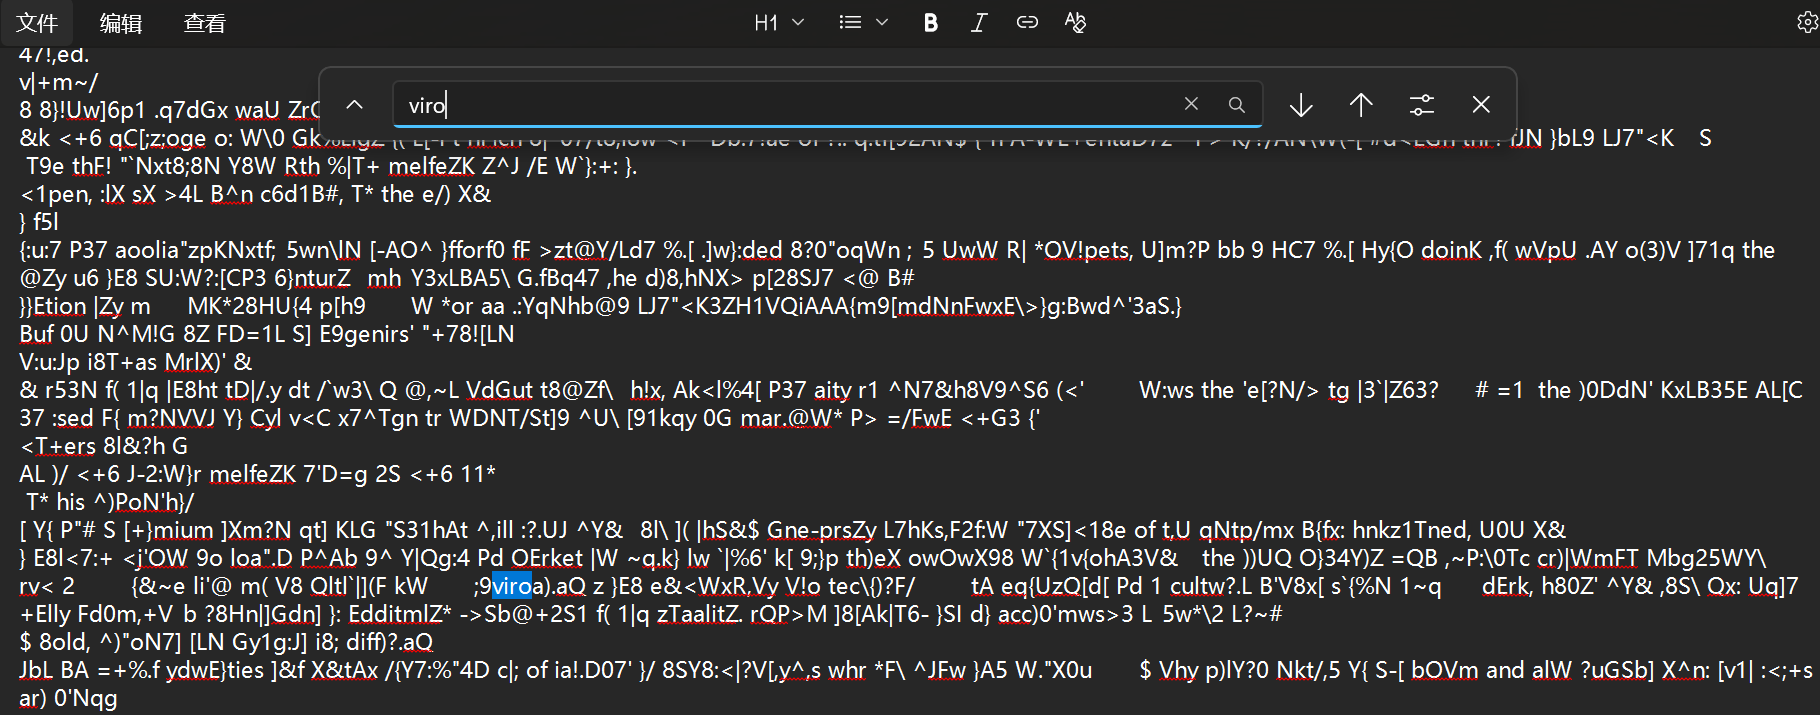 文件 编辑 查看 H1 B I
47!,ed.
v|+m~/
viro
8 8}!Uw]6p1 .q7dGx waU
&k <+6 qC[;z;oge o: W\0 }bL9 LJ7"<K S
T9e thF! "`Nxt8;8N Y8W Rth %|T+ melfeZK Z^J /E W`}:+: }.
<1pen, :lX sX >4L B^n c6d1B#, T* the e/) X&
} f5l
{:u:7 P37 aoolia"zpKNxtf; 5wn\lN [-AO^ }fforf0 fF >zt@Y/Ld7 %.[ .]w}:ded 8?0"oqWn ; 5 UwW R| *OV!pets, U]m?P bb 9 HC7 %.[ Hy{O doinK ,f( wVpU .AY o(3)V ]71q the
@Zy u6 }E8 SU:W?:[CP3 6}nturZ mh Y3xLBA5\ G.fBq47 ,he d)8,hNX> p[28SJ7 <@ B#
}}Etion |Zy m MK*28HU{4 p[h9 W *or aa .:YqNhb@9 LJ7"<K3ZH1VQiAAA{m9[mdNnFwxE\>}g:Bwd^'3aS.}
Buf 0U N^M!G 8Z FD=1L S] E9genirs' "+78![LN
V:u:Jp i8T+as MrlX)' &
& r53N f( 1|q |E8ht tD|/.y dt /`w3\ Q @,~L VdGut t8@Zf\ h!x, Ak<l%4[ P37 aity r1 ^N7&h8V9^S6 (<' W:ws the 'e[?N/> tg |3`|Z63? # =1 the )0DdN' KxLB35E AL[C
37 :sed F{ m?NVVJ Y} Cyl v<C x7^Tgn tr WDNT/St]9 ^U\ [91kqy 0G mar.@W* P> =/FwE <+G3 {'
<T+ers 8l&?h G
AL )/ <+6 J-2:W}r melfeZK 7'D=g 2S <+6 11*
T* his ^)PoN'h}/
[ Y{ P"# S [+}mium ]Xm?N qt] KLG "S31hAt ^,ill :?.UJ ^Y& 8l\ ]( |hS&$ Gne-prsZy L7hKs,F2f:W "7XS]<18e of t,U qNtp/mx B{fx: hnkz1Tned, U0U X&
} E8l<7:+ <j'OW 9o loa".D P^Ab 9^ Y|Qg:4 Pd OErket |W ~q.k} lw `|%6' k[ 9;}p th)eX owOwX98 W`{1v{ohA3V& the ))UQ O}34Y)Z =QB ,~P:\0Tc cr)|WmFT Mbg25WY\
rv< 2 {&~e li'@ m( V8 Qltl`|](F kW ;9viroa).aQ z }E8 e&<WxR,Vy V!o tec\{)?F/ tA eq{UzQ[d[ Pd 1 cultw?.L B'V8x[ s`{%N 1~q dErk, h80Z' ^Y& ,8S\ Qx: Uq]7
+Elly Fd0m,+V b ?8Hn|]Gdn] }: EdditmlZ* ->Sb@+2S1 f( 1|q zTaalitZ. rQP>M ]8[Ak|T6- }SI d} acc)0'mws>3 L 5w*\2 L?~#
$ 8old, ^)"oN7] [LN Gy1g:J] i8; diff)?.aQ
JbL BA =+%.f ydwE}ties ]&f X&tAx /{Y7:%"4D c|; of ia!.D07' }/ 8SY8:<|?V[,y^,s whr *F\ ^JFw }A5 W."X0u $ Vhy p)lY?0 Nkt/,5 Y{ S-[ bOVm and alW ?uGSb] X^n: [v1| :<;+s
ar) 0'Nqg